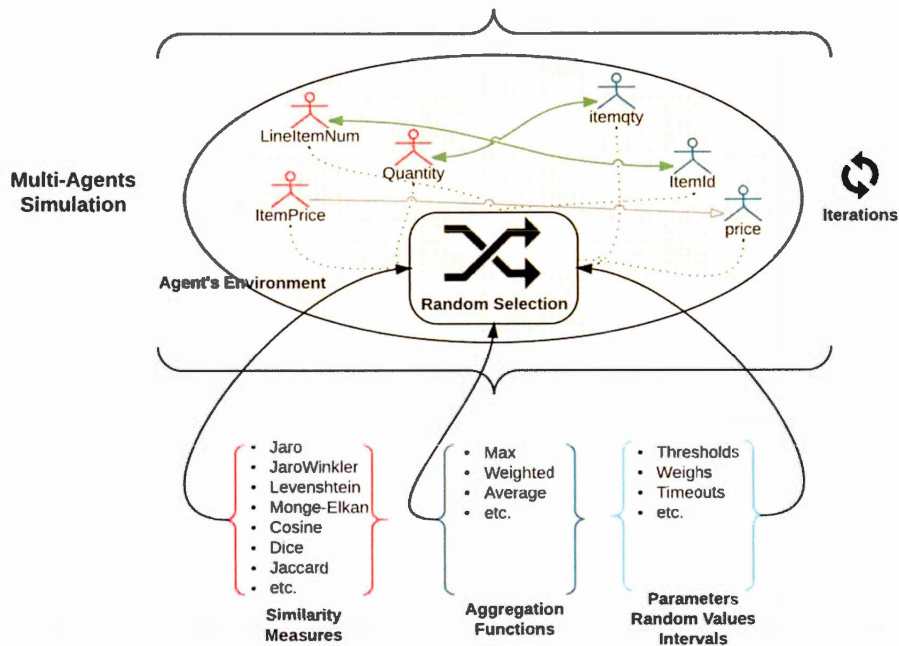 LineItemNum
itemqty
Quantity
ItemId
ItemPrice
price
Multi-Agents
Simulation
Iterations
Agent's Environment
Random Selection
• Jaro
• JaroWinkler
• Levenshtein
• Monge-Elkan
• Cosine
• Dice
• Jaccard
• etc.
Similarity
Measures
• Max
• Weighted
• Average
• etc.
Aggregation
Functions
• Thresholds
• Weighs
• Timeouts
• etc.
Parameters
Random Values
Intervals